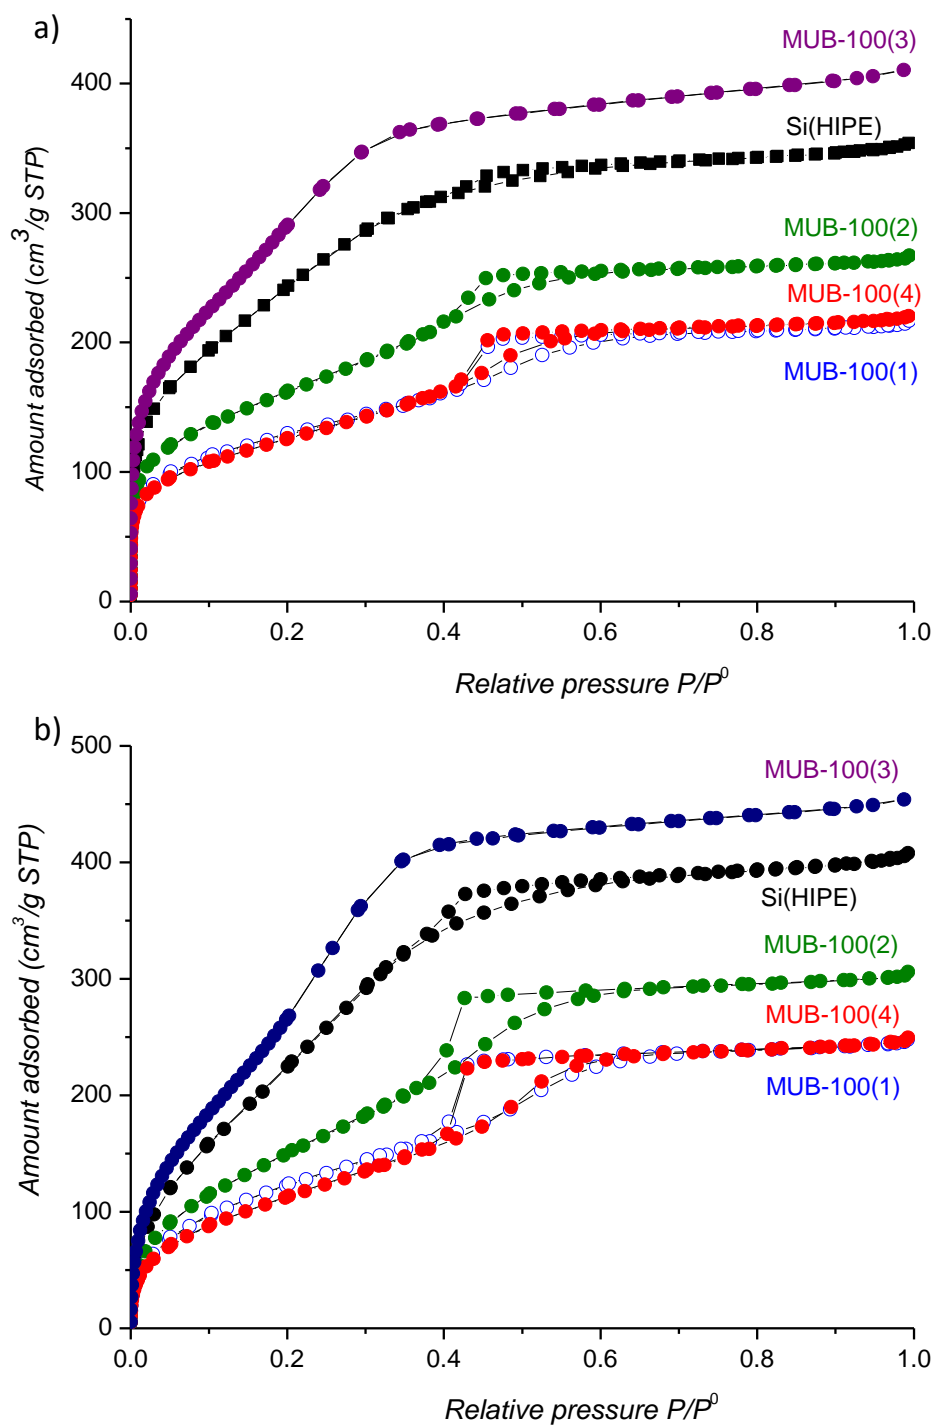 a)
MUB-100(3)
400
Si(HIPE)
300
MUB-100(2)
MUB-100(4)
200
MUB-100(1)
100
0
Amount adsorbed (cm³/g STP)
0.0 0.2 0.4 0.6 0.8 1.0
Relative pressure P/P⁰
b)
500
MUB-100(3)
400
Si(HIPE)
MUB-100(2)
300
MUB-100(4)
200
MUB-100(1)
100
0
Amount adsorbed (cm³/g STP)
0.0 0.2 0.4 0.6 0.8 1.0
Relative pressure P/P⁰